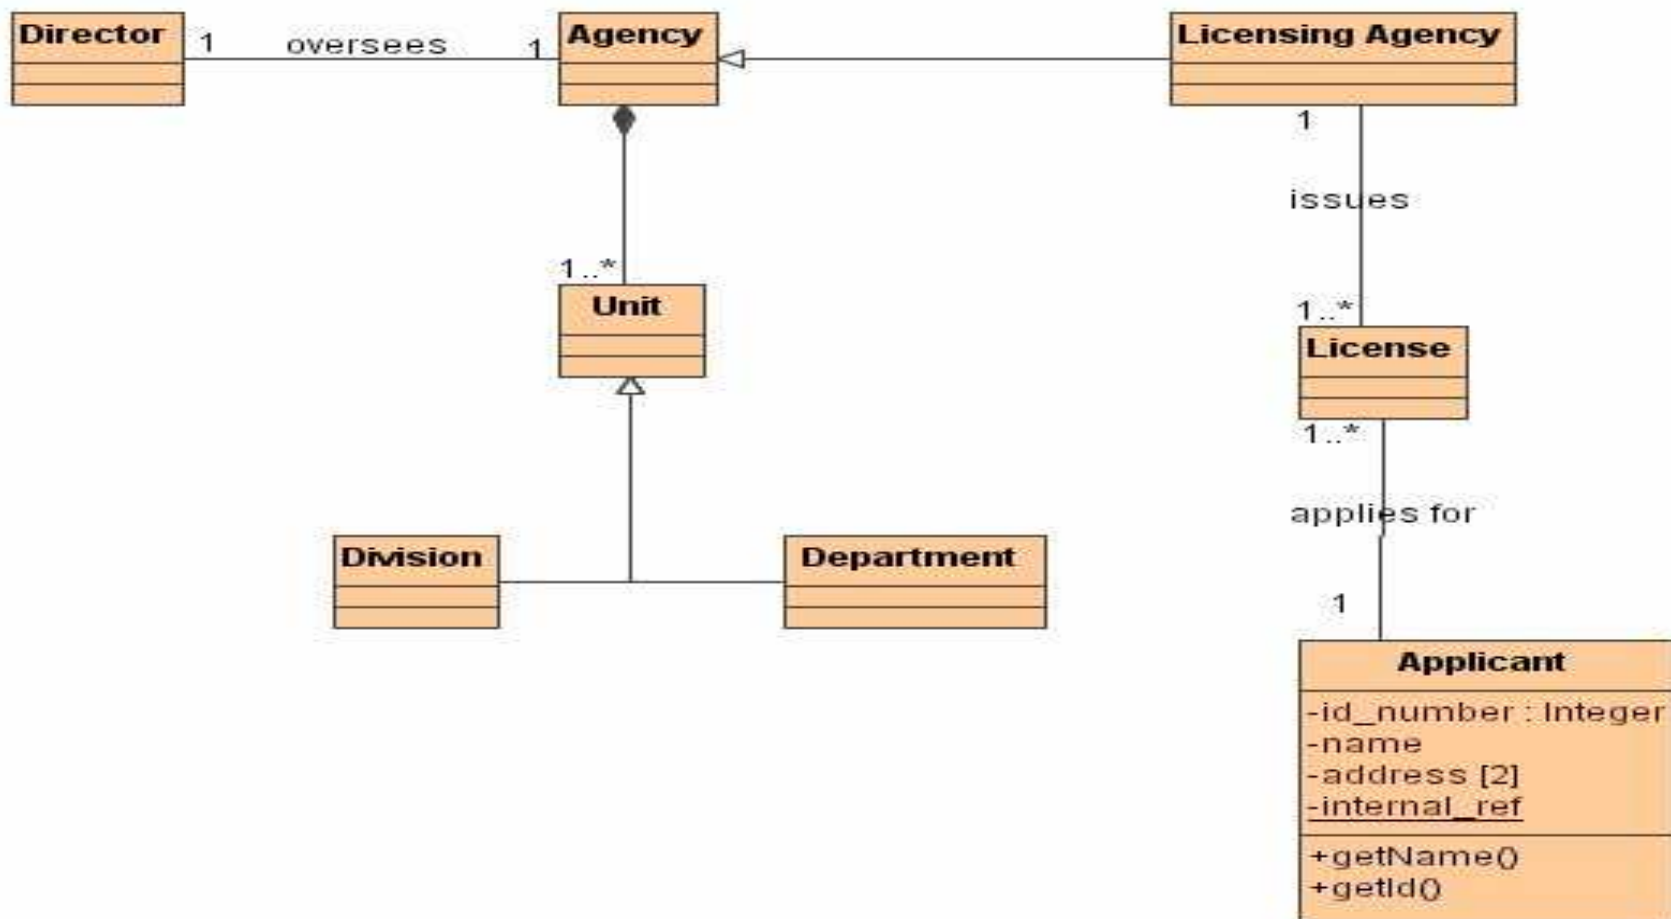 Director
1
oversees
1
Agency
Licensing Agency
1
issues
1..*
License
1..*
applies for
1
Applicant
-id_number : Integer
-name
-address [2]
-internal_ref
+getName()
+getId()
1..*
Unit
Division
Department